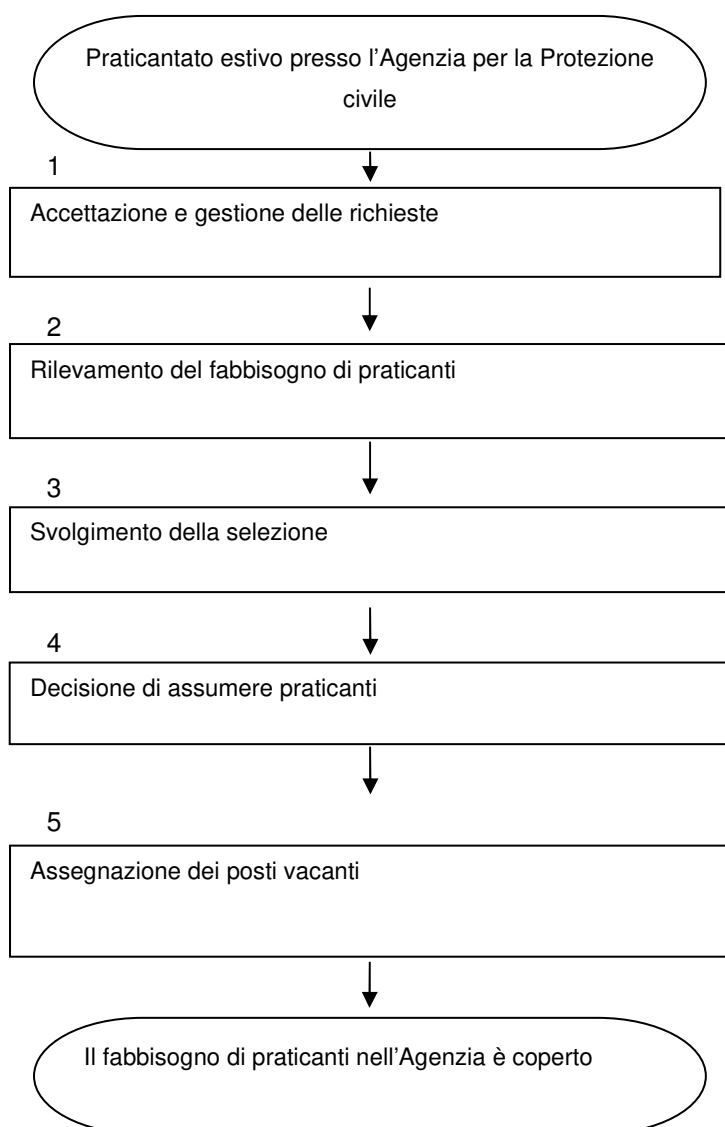 Praticantato estivo presso l'Agenzia per la Protezione
civile
1
Accettazione e gestione delle richieste
2
Rilevamento del fabbisogno di praticanti
3
Svolgimento della selezione
4
Decisione di assumere praticanti
5
Assegnazione dei posti vacanti
Il fabbisogno di praticanti nell'Agenzia è coperto